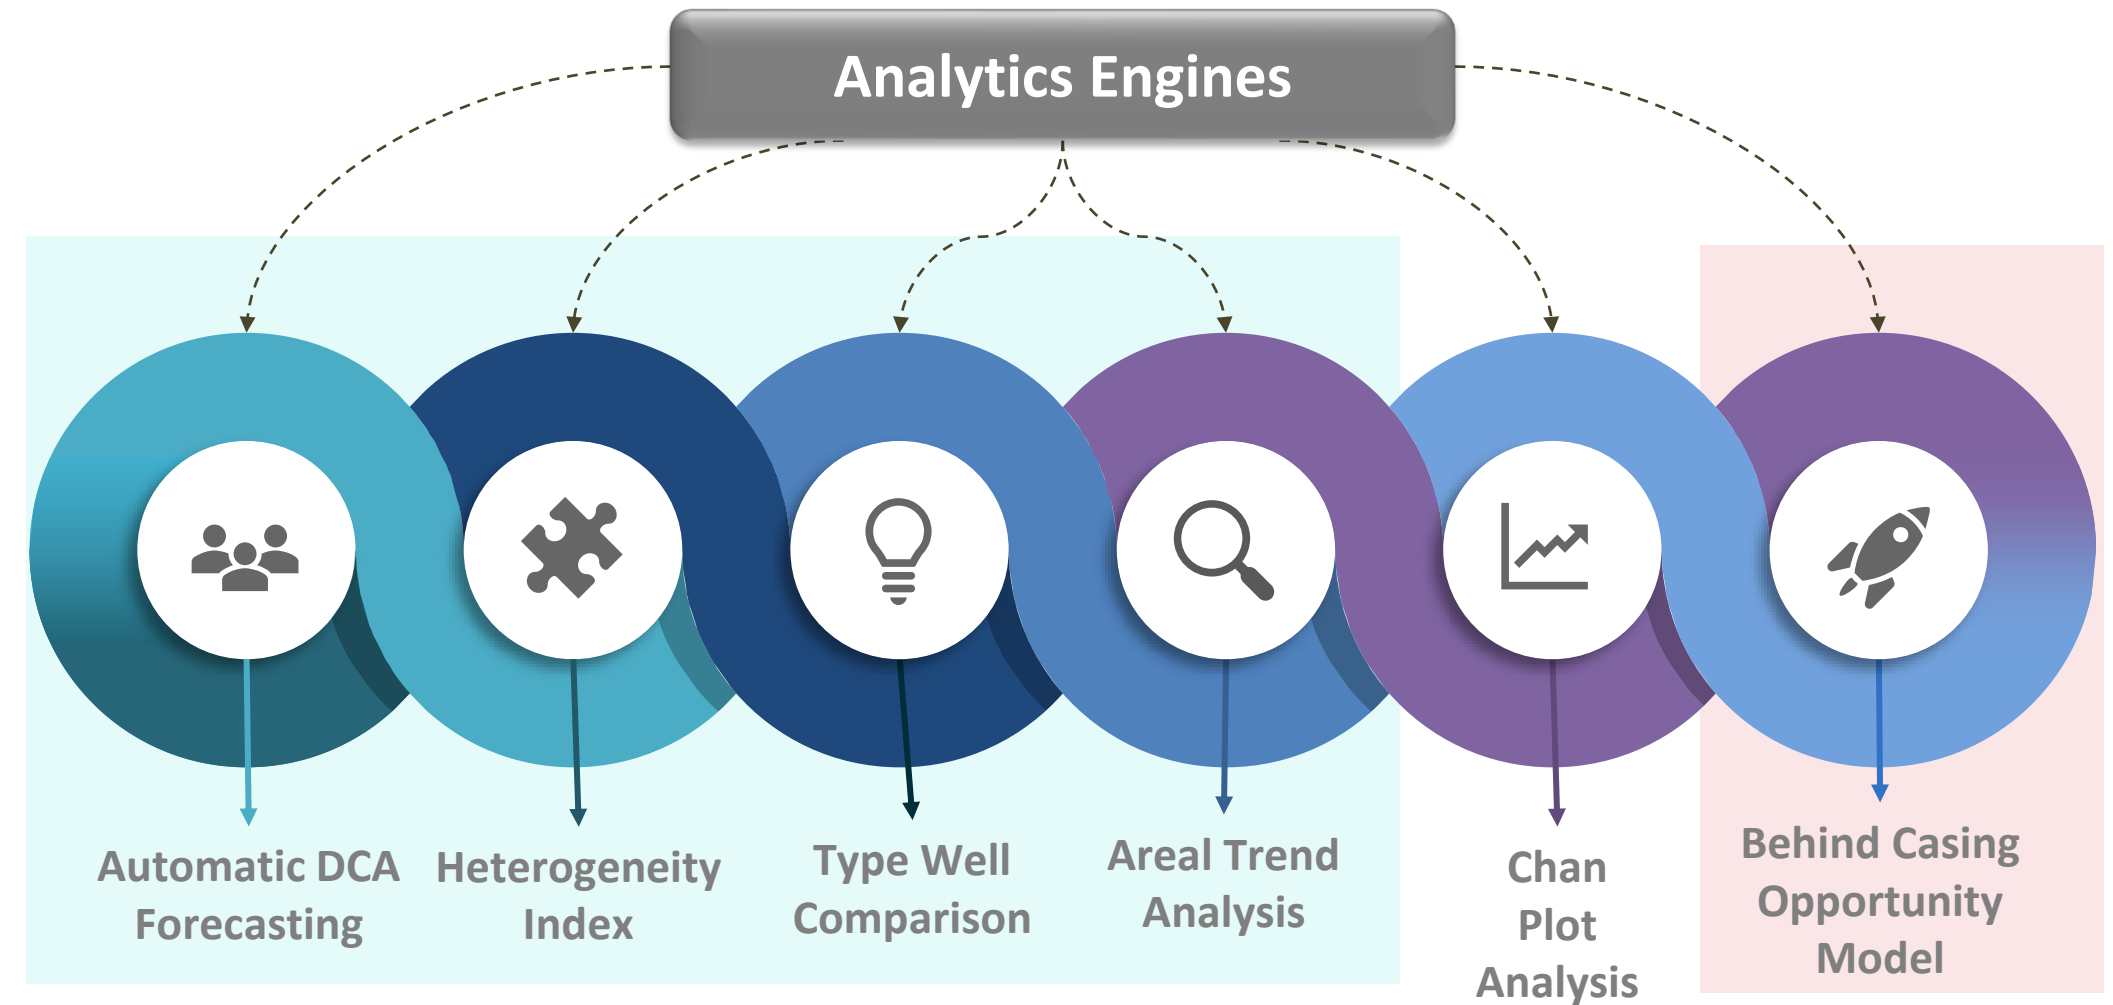 Analytics Engines
Automatic DCA
Forecasting
Heterogeneity
Index
Type Well
Comparison
Areal Trend
Analysis
Chan
Plot
Analysis
Behind Casing
Opportunity
Model